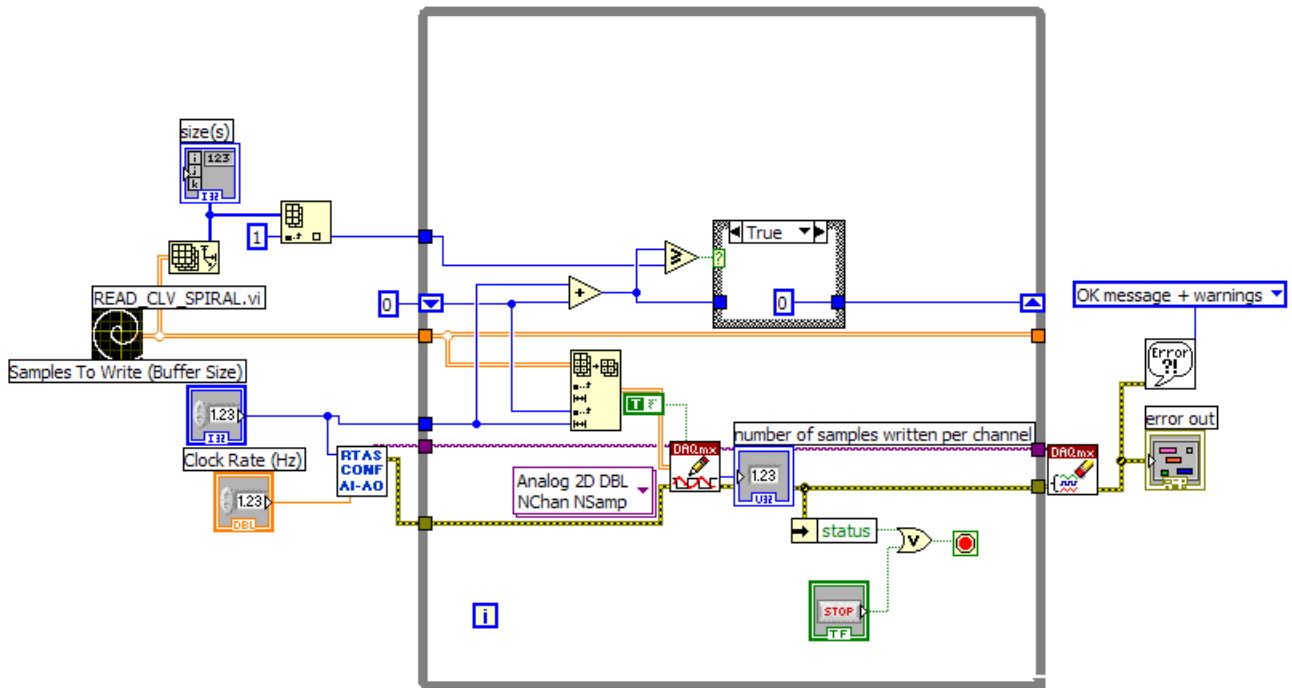 size(s)
i
j
k
123
I32
1
READ_CLV_SPIRAL.vi
Samples To Write (Buffer Size)
1.23
I32
Clock Rate (Hz)
1.23
DBL
RTAS
CONF
AI-AO
0
+
≥
True
?
0
T
Analog 2D DBL
NChan NSamp
DAQmx
number of samples written per channel
1.23
U32
status
V
STOP
TF
i
OK message + warnings
Error
?!
error out
DAQmx